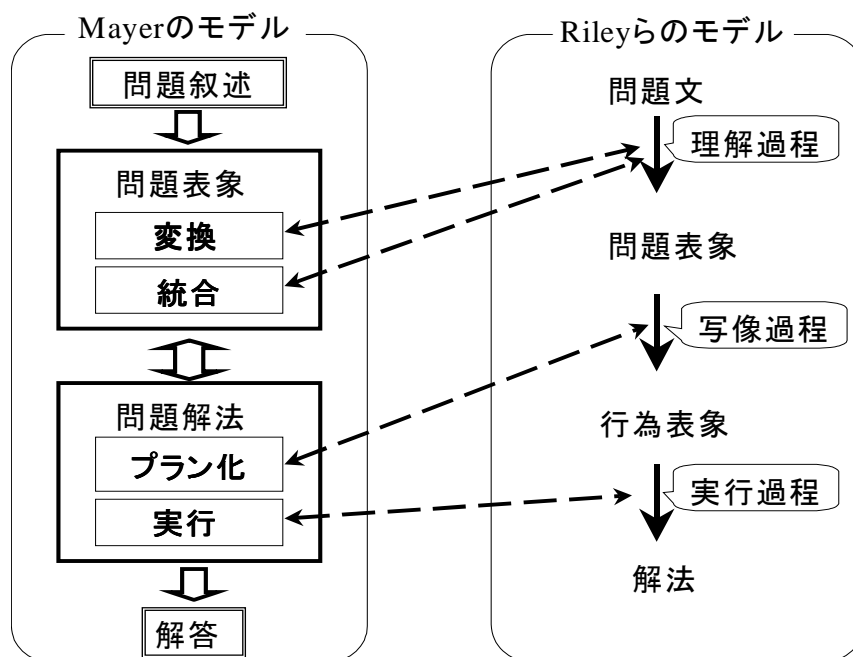 Mayerのモデル
問題叙述
問題表象
変換
統合
問題解法
プラン化
実行
解答
Rileyらのモデル
問題文
理解過程
問題表象
写像過程
行為表象
実行過程
解法